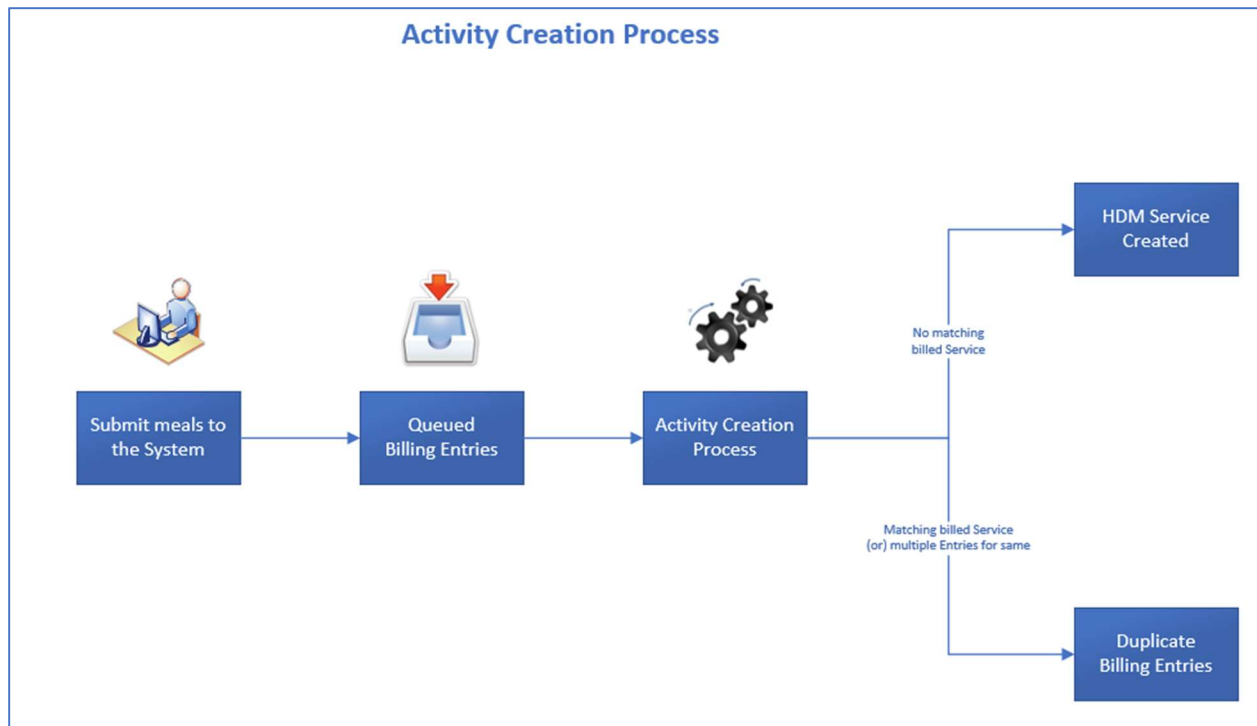 Activity Creation Process
HDM Service
Created
No matching
billed Service
Submit meals to
the System
Queued
Billing Entries
Activity Creation
Process
Matching billed Service
(or) multiple Entries for same
Duplicate
Billing Entries